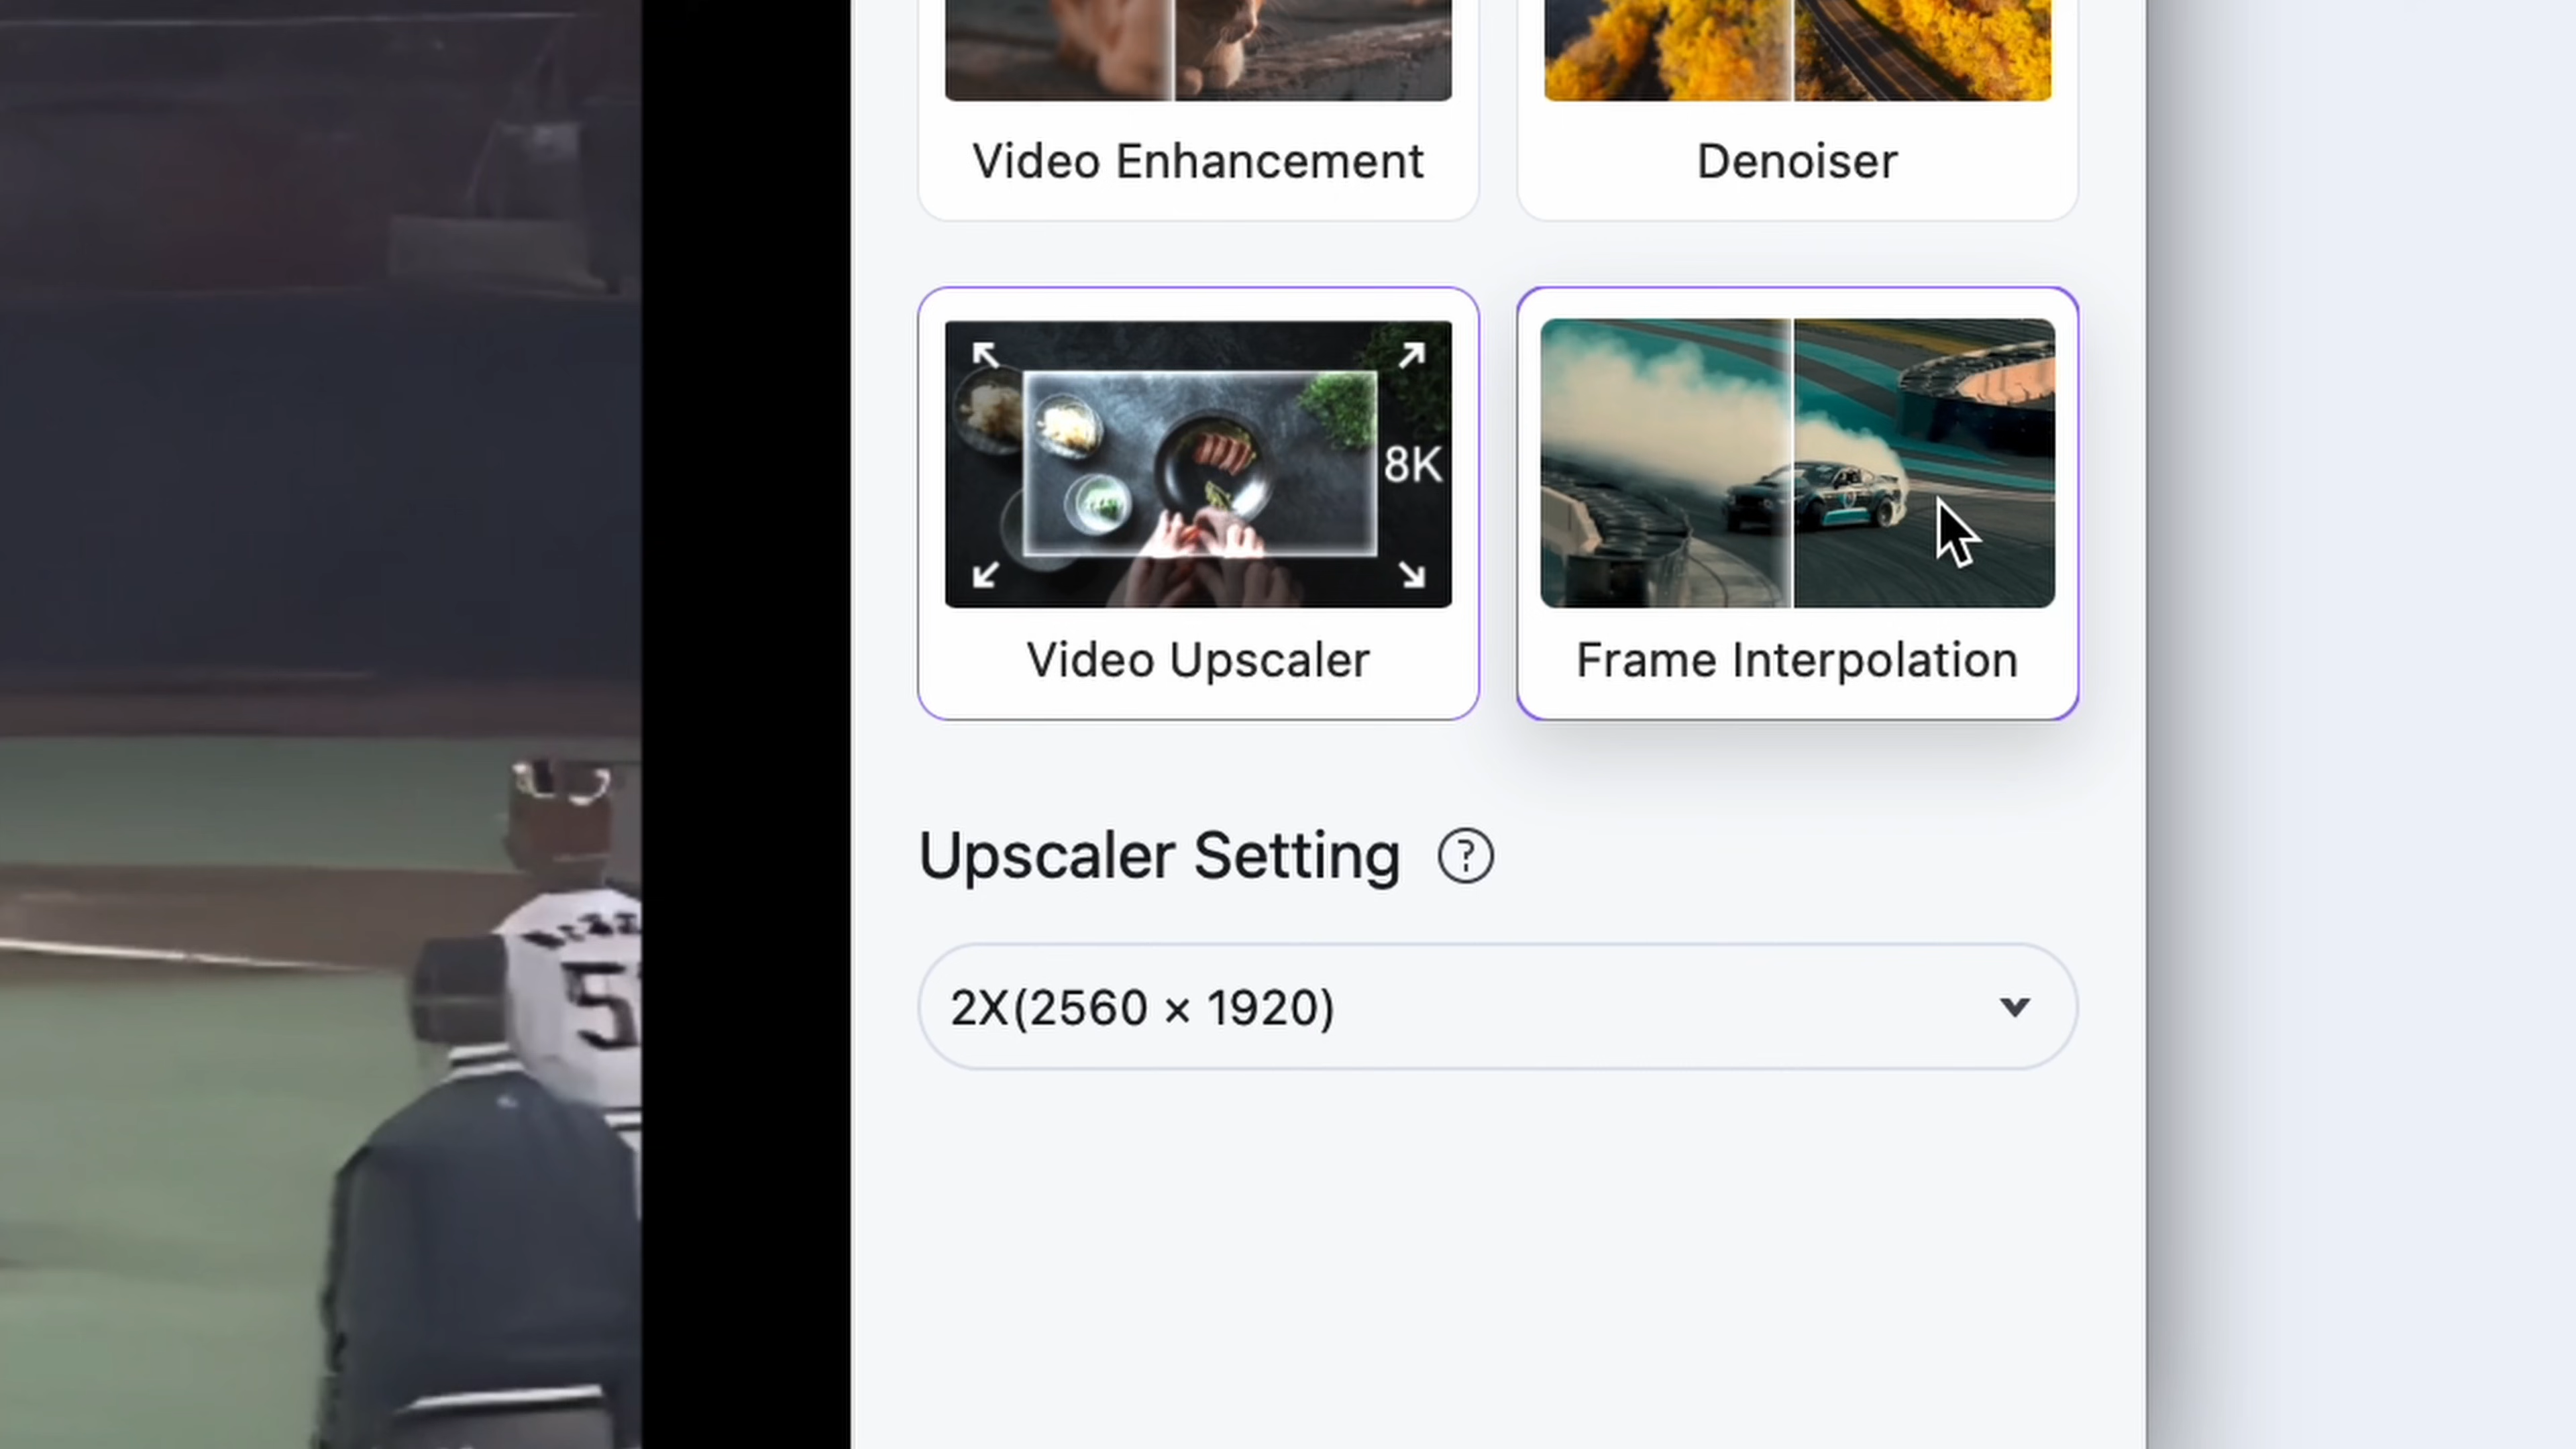 Video Enhancement
Denoiser
8K
Video Upscaler
Frame Interpolation
Upscaler Setting ?
2X(2560 × 1920)